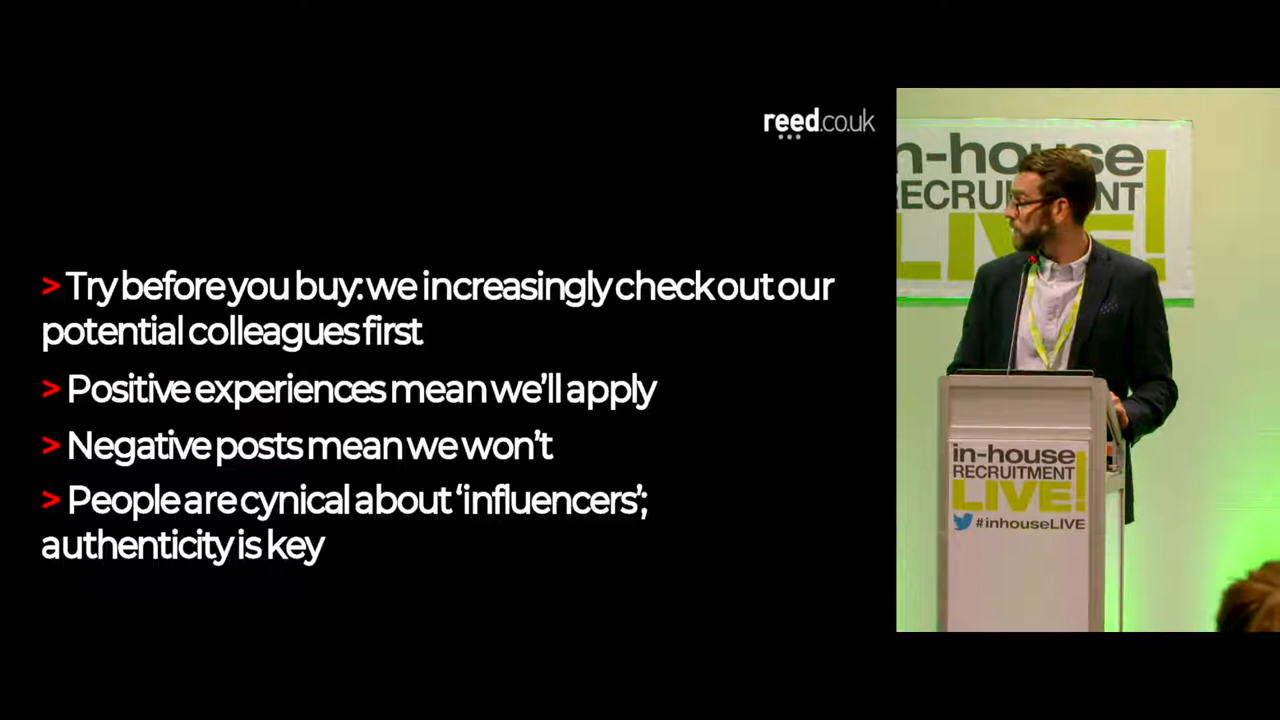 reed.co.uk
> Try before you buy: we increasingly check out our
potential colleagues first
> Positive experiences mean we'll apply
> Negative posts mean we won't
> People are cynical about ‘influencers’;
authenticity is key
in-house
RECRUITMENT
LIVE!
in-house
RECRUITMENT
LIVE!
#inhouseLIVE